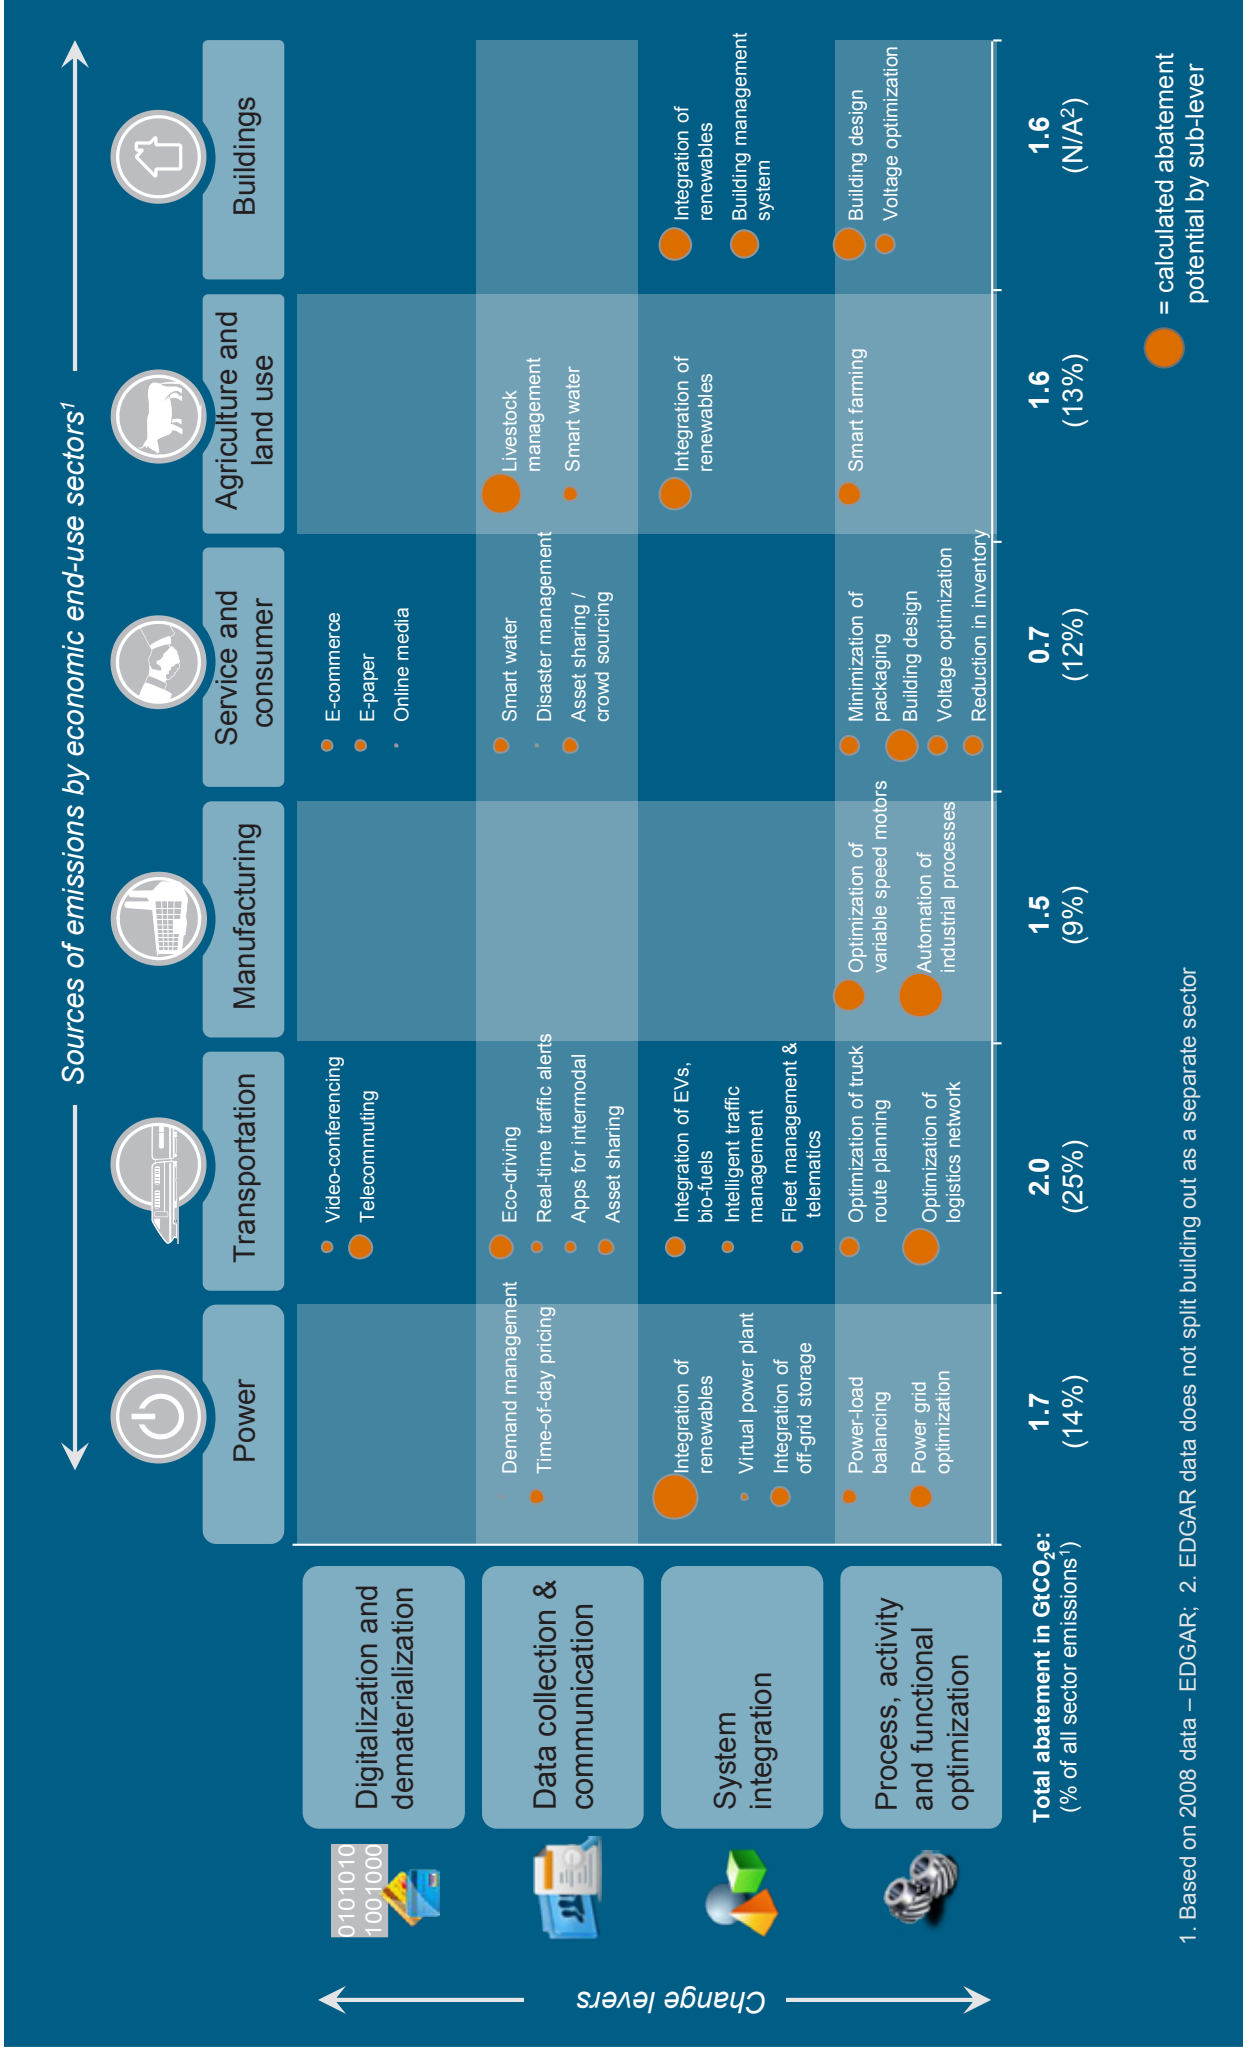 Sources of emissions by economic end-use sectors1
Power
Transportation
Manufacturing
Service and
consumer
Agriculture and
land use
Buildings
Change levers
0101010
1001000
Digitalization and
dematerialization
Video-conferencing
Telecommuting
E-commerce
E-paper
Online media
Data collection &
communication
Demand management
Time-of-day pricing
Eco-driving
Real-time traffic alerts
Apps for intermodal
Asset sharing
Smart water
Disaster management
Asset sharing /
crowd sourcing
Livestock
management
Smart water
System
integration
Integration of
renewables
Virtual power plant
Integration of
off-grid storage
Integration of EVs,
bio-fuels
Intelligent traffic
management
Fleet management &
telematics
Integration of
renewables
Integration of
renewables
Building management
system
Process, activity
and functional
optimization
Power-load
balancing
Power grid
optimization
Optimization of truck
route planning
Optimization of
logistics network
Optimization of
variable speed motors
Automation of
industrial processes
Minimization of
packaging
Building design
Voltage optimization
Reduction in inventory
Smart farming
Building design
Voltage optimization
Total abatement in GtCO2e:
(% of all sector emissions1)
1.7
(14%)
2.0
(25%)
1.5
(9%)
0.7
(12%)
1.6
(13%)
1.6
(N/A2)
= calculated abatement
potential by sub-lever
1. Based on 2008 data – EDGAR; 2. EDGAR data does not split building out as a separate sector